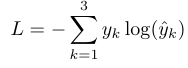 L = -\sum_{k=1}^{3} y_k \log(\hat{y}_k)